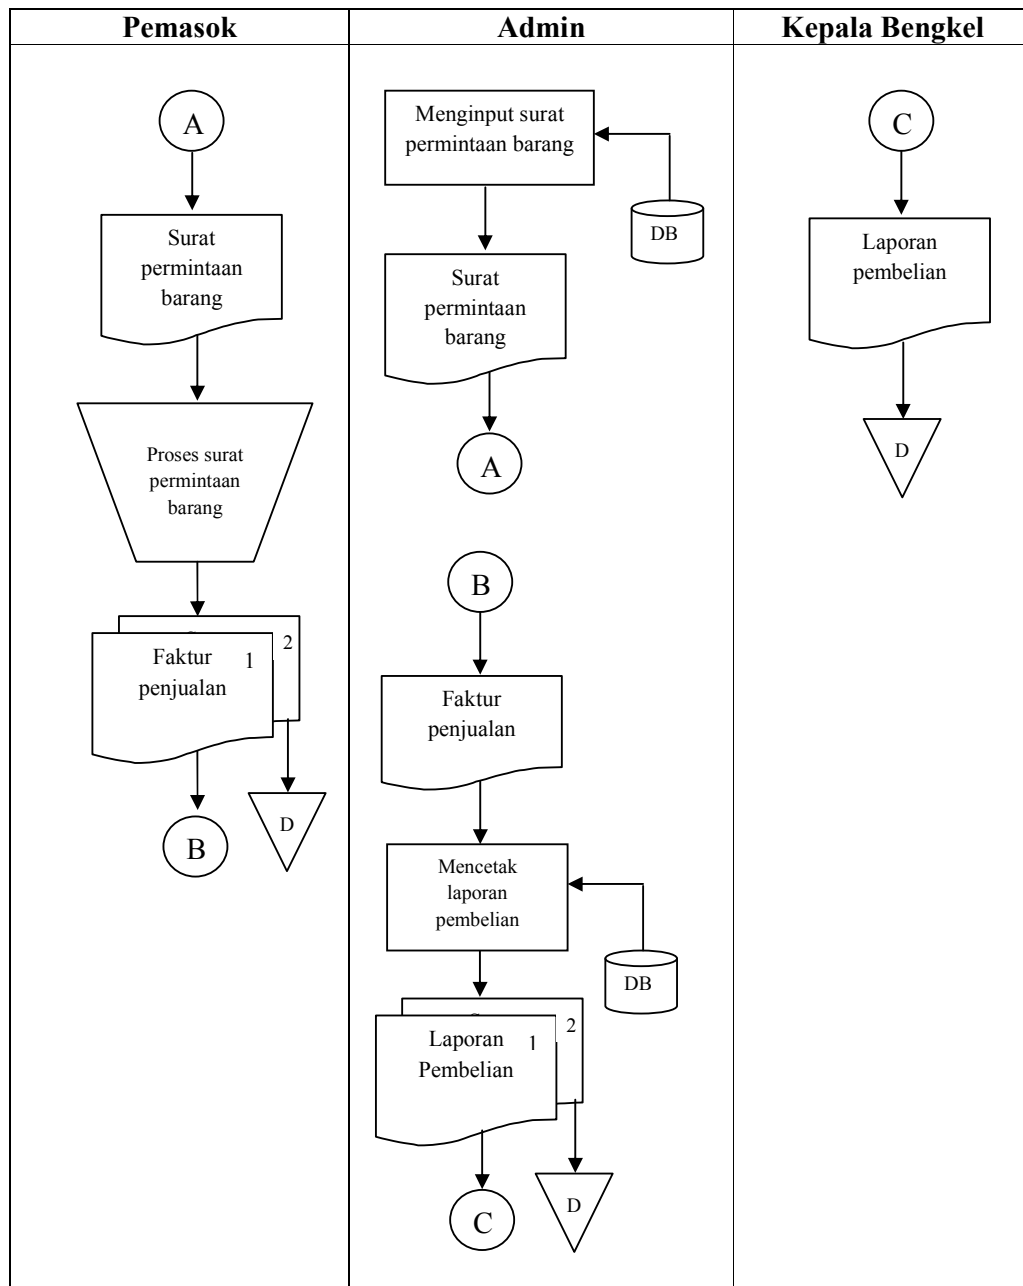 Pemasok
Admin
Kepala Bengkel
A
Surat
permintaan
barang
Proses surat
permintaan
barang
2
Faktur 1
penjualan
B
D
Menginput surat
permintaan barang
DB
Surat
permintaan
barang
A
B
Faktur
penjualan
Mencetak
laporan
pembelian
DB
2
Laporan 1
Pembelian
C
D
C
Laporan
pembelian
D